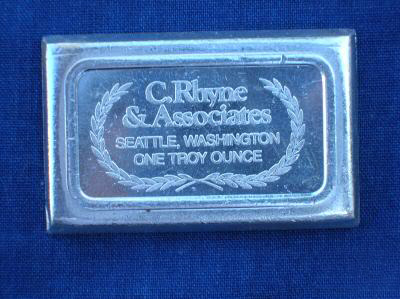 C. Rhyne
& Associates
SEATTLE, WASHINGTON
ONE TROY OUNCE